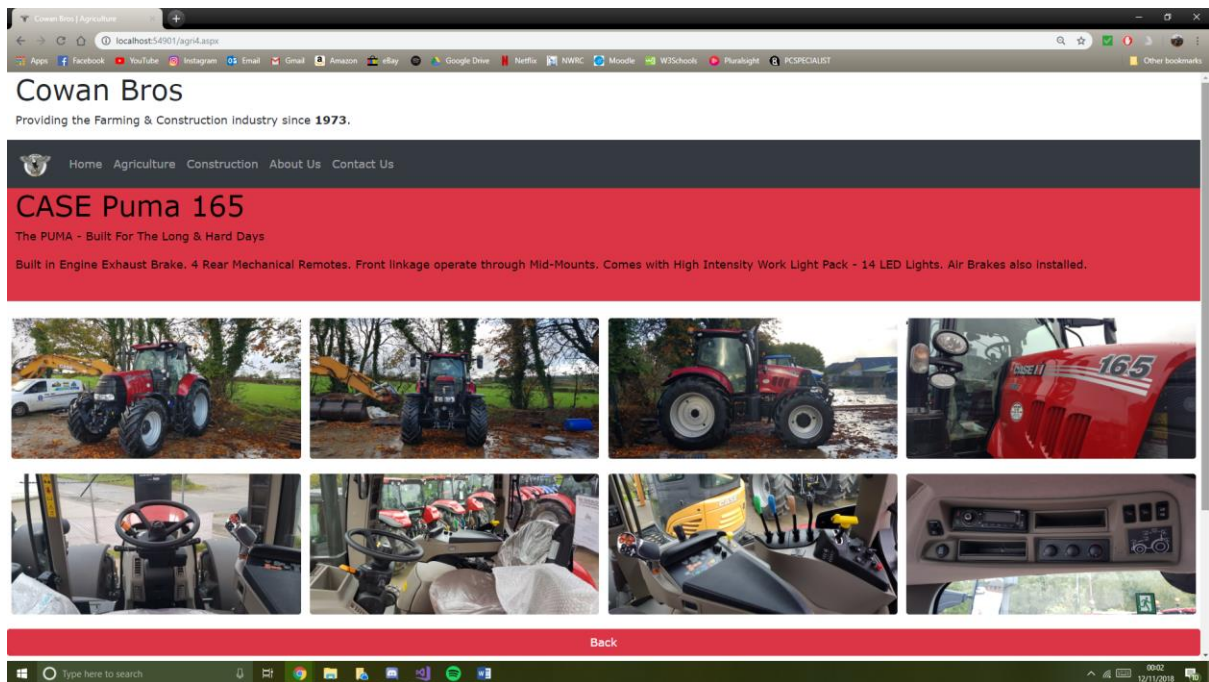 Cowan Bros | Agriculture
localhost:54901/agri4.aspx
Apps Facebook YouTube Instagram Email Gmail Amazon eBay Google Drive Netflix NWRC Moodle W3Schools Pluralsight PCSPECIALIST Other bookmarks
Cowan Bros
Providing the Farming & Construction industry since 1973.
Home Agriculture Construction About Us Contact Us
CASE Puma 165
The PUMA - Built For The Long & Hard Days
Built in Engine Exhaust Brake. 4 Rear Mechanical Remotes. Front linkage operate through Mid-Mounts. Comes with High Intensity Work Light Pack - 14 LED Lights. Air Brakes also installed.
CASE IH 165
Back
Type here to search
00:02
12/11/2018